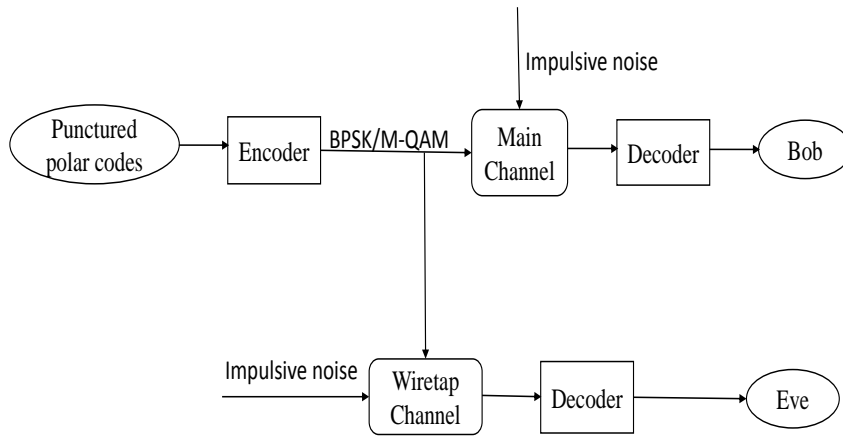 Impulsive noise
Punctured
polar codes
Encoder
BPSK/M-QAM
Main
Channel
Decoder
Bob
Impulsive noise
Wiretap
Channel
Decoder
Eve